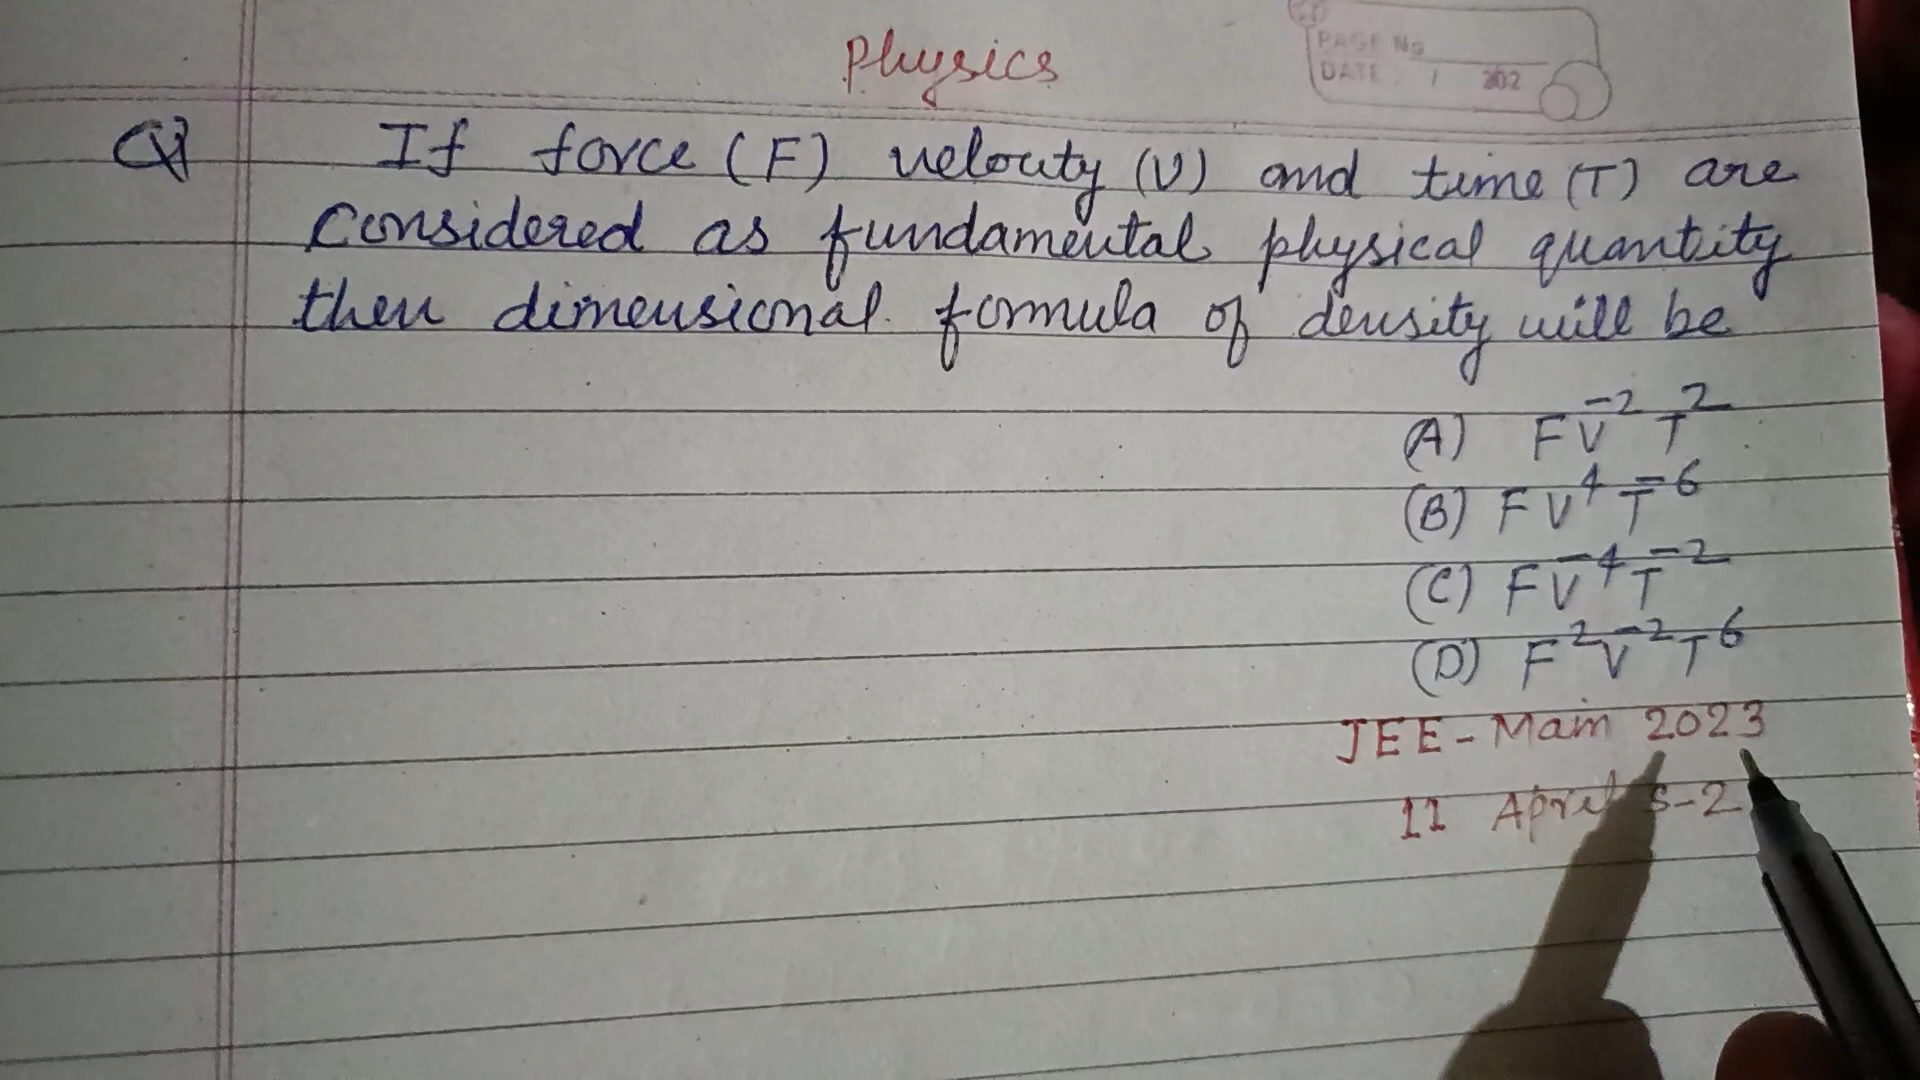 Physics
PAGE No
DATE / 202
Q If force (F) velocity (V) and time (T) are
considered as fundamental physical quantity
then dimensional formula of density will be
(A) FV⁻²T²
(B) FV⁴T⁻⁶
(C) FV⁻⁴T⁻²
(D) F²V⁻²T⁶
JEE-Main 2023
11 April S-2